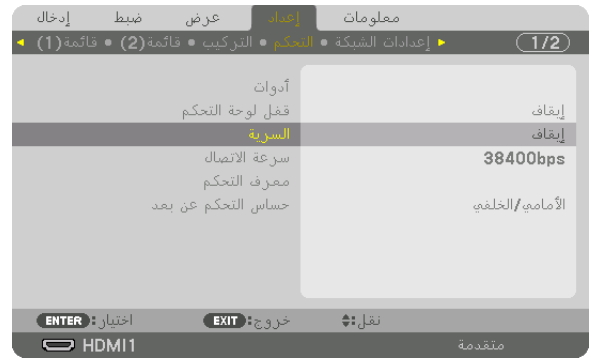 إدخال ضبط عرض إعداد معلومات
قائمة(1) • قائمة(2) • التركيب • التحكم • إعدادات الشبكة (1/2)
أدوات
قفل لوحة التحكم إيقاف
السرية إيقاف
سرعة الاتصال 38400bps
معرف التحكم
حساس التحكم عن بعد الأمامي/الخلفي
ENTER :اختيار EXIT :خروج نقل:
HDMI1 متقدمة